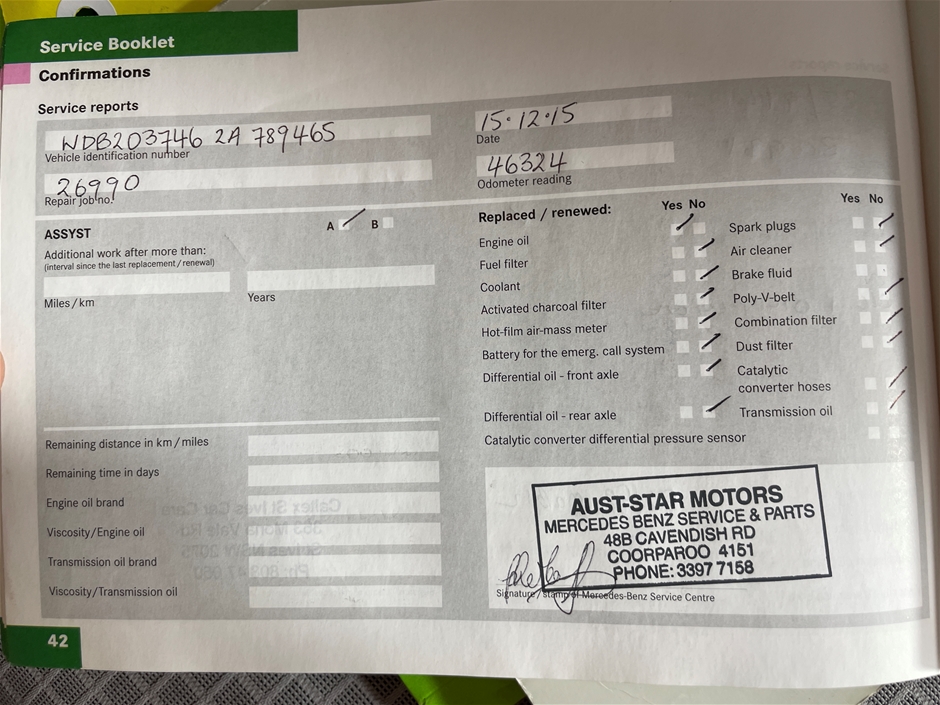 Service Booklet
Confirmations
Service reports
WDB203746 2A 789465
Vehicle identification number
26990
Repair job no.
15.12.15
Date
46324
Odometer reading
ASSYST
A B
Additional work after more than:
(interval since the last replacement / renewal)
Miles / km
Years
Replaced / renewed:
Yes No
Engine oil
Fuel filter
Coolant
Activated charcoal filter
Hot-film air-mass meter
Battery for the emerg. call system
Differential oil - front axle
Differential oil - rear axle
Catalytic converter differential pressure sensor
Yes No
Spark plugs
Air cleaner
Brake fluid
Poly-V-belt
Combination filter
Dust filter
Catalytic
converter hoses
Transmission oil
Remaining distance in km / miles
Remaining time in days
Engine oil brand
Viscosity/Engine oil
Transmission oil brand
Viscosity/Transmission oil
AUST-STAR MOTORS
MERCEDES BENZ SERVICE & PARTS
48B CAVENDISH RD
COORPAROO 4151
PHONE: 3397 7158
Signature/stamp of Mercedes-Benz Service Centre
42